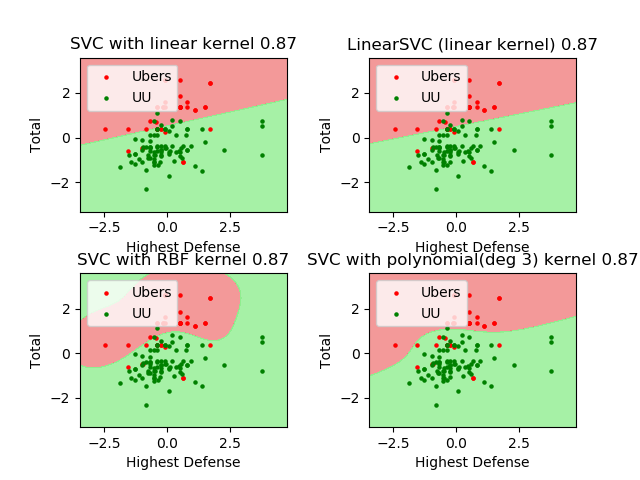 SVC with linear kernel 0.87
Ubers
UU
Total
2
0
−2
−2.5
0.0
2.5
Highest Defense
LinearSVC (linear kernel) 0.87
Ubers
UU
Total
2
0
−2
−2.5
0.0
2.5
Highest Defense
SVC with RBF kernel 0.87
Ubers
UU
Total
2
0
−2
−2.5
0.0
2.5
Highest Defense
SVC with polynomial(deg 3) kernel 0.87
Ubers
UU
Total
2
0
−2
−2.5
0.0
2.5
Highest Defense